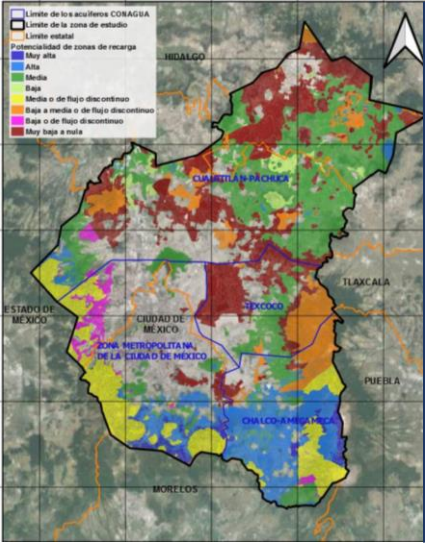 Límite de los acuíferos CONAGUA
Límite de la zona de estudio
Límite estatal
Potencialidad de zonas de recarga
Muy alta
Alta
Media
Baja
Media o de flujo discontinuo
Baja a media o de flujo discontinuo
Baja o de flujo discontinuo
Muy baja a nula
HIDALGO
CUAUTITLAN-PACHUCA
TLAXCALA
ESTADO DE
MÉXICO
TEXCOCO
CIUDAD DE
MÉXICO
ZONA METROPOLITANA,
DE LA CIUDAD DE MÉXICO
PUEBLA
CHALCO-AMECAMECA
MORELOS